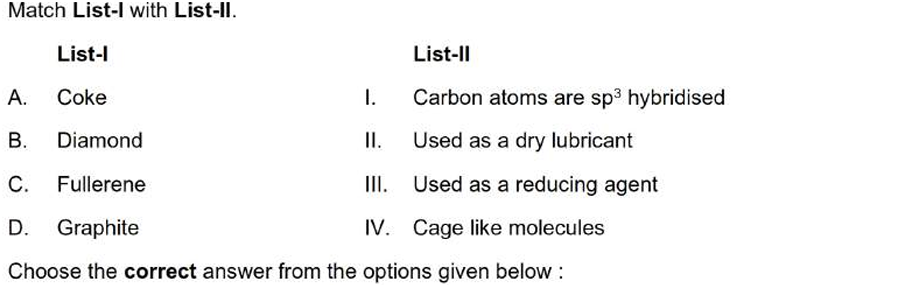 Match List-I with List-II.
List-I List-II
A. Coke I. Carbon atoms are sp³ hybridised
B. Diamond II. Used as a dry lubricant
C. Fullerene III. Used as a reducing agent
D. Graphite IV. Cage like molecules
Choose the correct answer from the options given below :